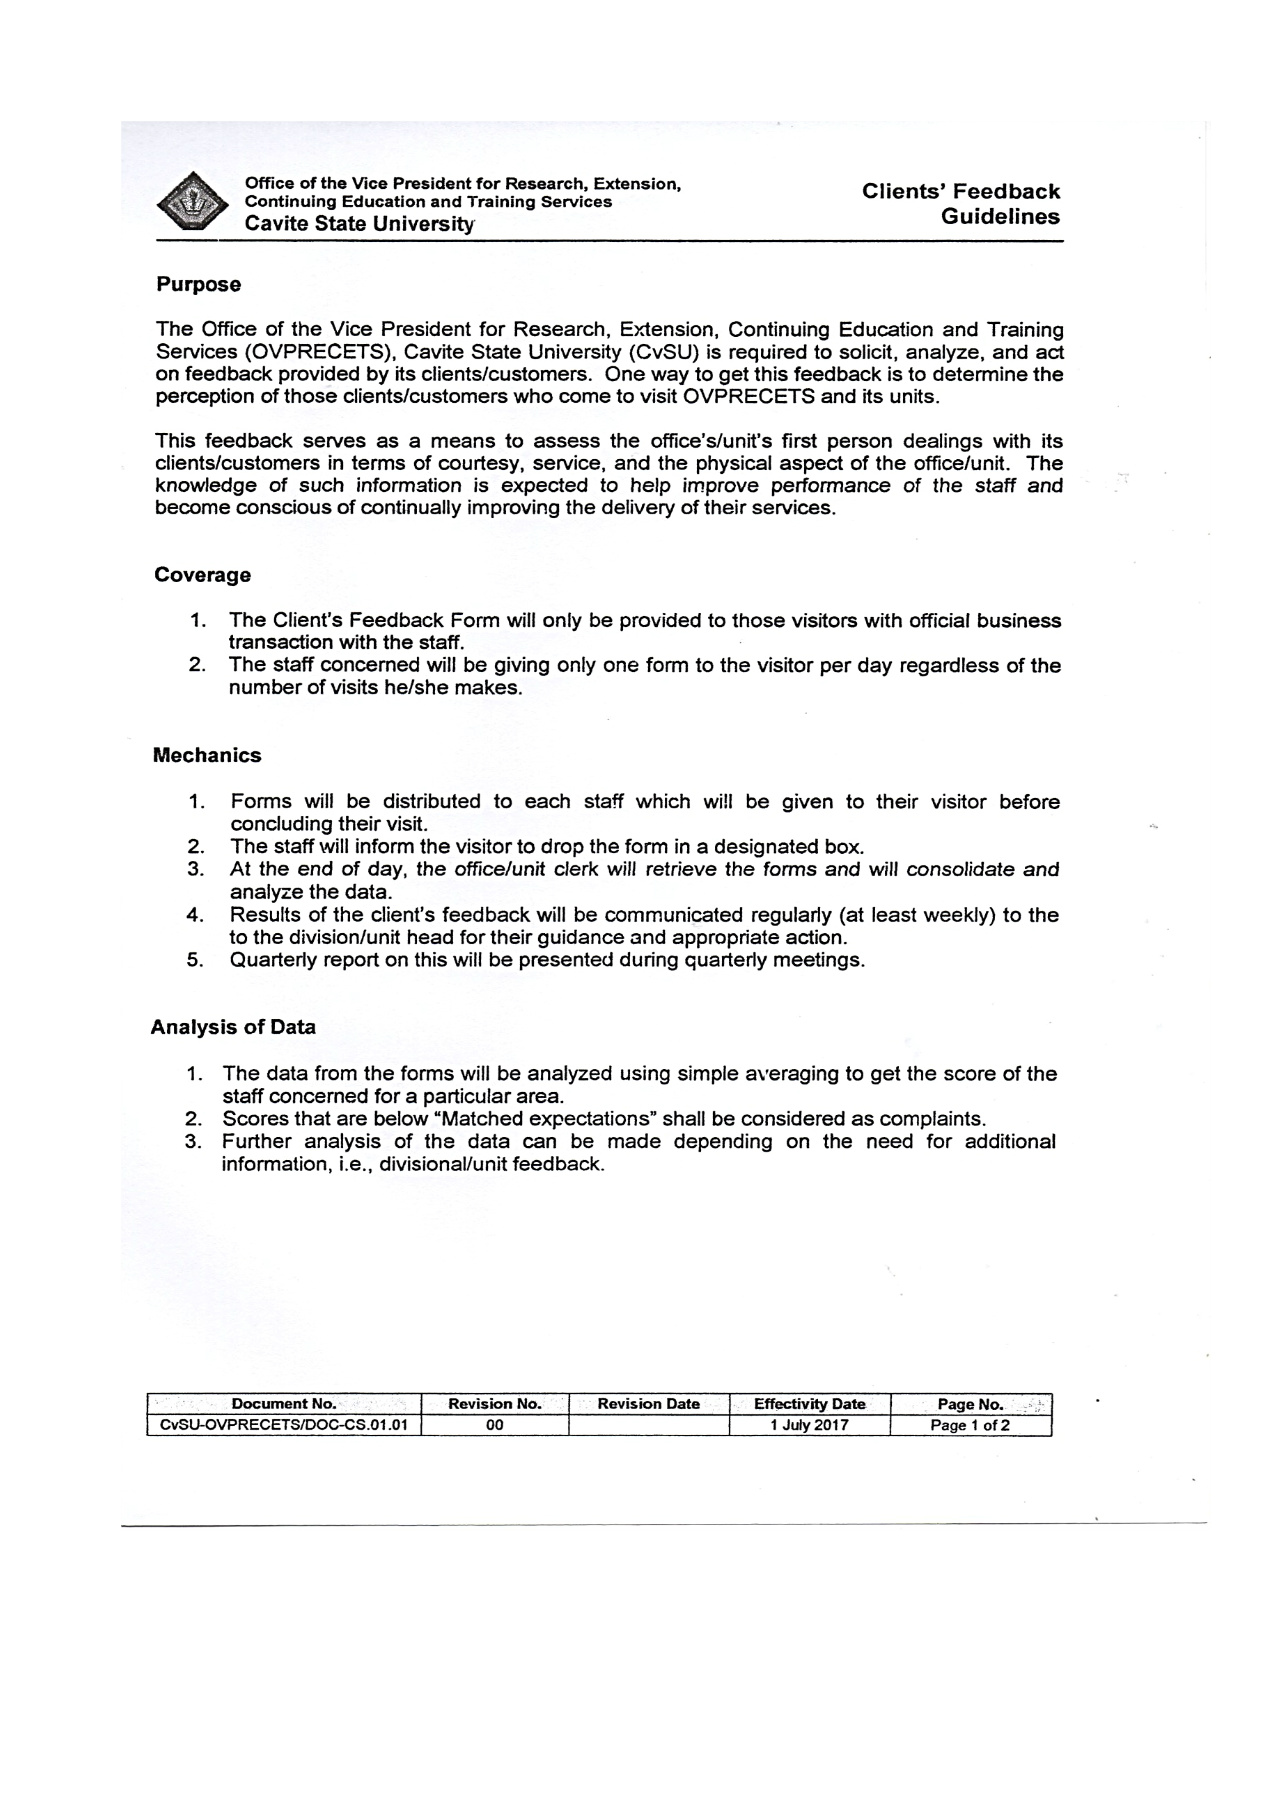 Office of the Vice President for Research, Extension,
Continuing Education and Training Services
Cavite State University
Clients' Feedback
Guidelines
Purpose
The Office of the Vice President for Research, Extension, Continuing Education and Training
Services (OVPRECETS), Cavite State University (CvSU) is required to solicit, analyze, and act
on feedback provided by its clients/customers. One way to get this feedback is to determine the
perception of those clients/customers who come to visit OVPRECETS and its units.
This feedback serves as a means to assess the office's/unit's first person dealings with its
clients/customers in terms of courtesy, service, and the physical aspect of the office/unit. The
knowledge of such information is expected to help improve performance of the staff and
become conscious of continually improving the delivery of their services.
Coverage
1. The Client's Feedback Form will only be provided to those visitors with official business
transaction with the staff.
2. The staff concerned will be giving only one form to the visitor per day regardless of the
number of visits he/she makes.
Mechanics
1. Forms will be distributed to each staff which will be given to their visitor before
concluding their visit.
2. The staff will inform the visitor to drop the form in a designated box.
3. At the end of day, the office/unit clerk will retrieve the forms and will consolidate and
analyze the data.
4. Results of the client's feedback will be communicated regularly (at least weekly) to the
to the division/unit head for their guidance and appropriate action.
5. Quarterly report on this will be presented during quarterly meetings.
Analysis of Data
1. The data from the forms will be analyzed using simple averaging to get the score of the
staff concerned for a particular area.
2. Scores that are below “Matched expectations” shall be considered as complaints.
3. Further analysis of the data can be made depending on the need for additional
information, i.e., divisional/unit feedback.
Document No. Revision No. Revision Date Effectivity Date Page No.
CvSU-OVPRECETS/DOC-CS.01.01 00 1 July 2017 Page 1 of 2